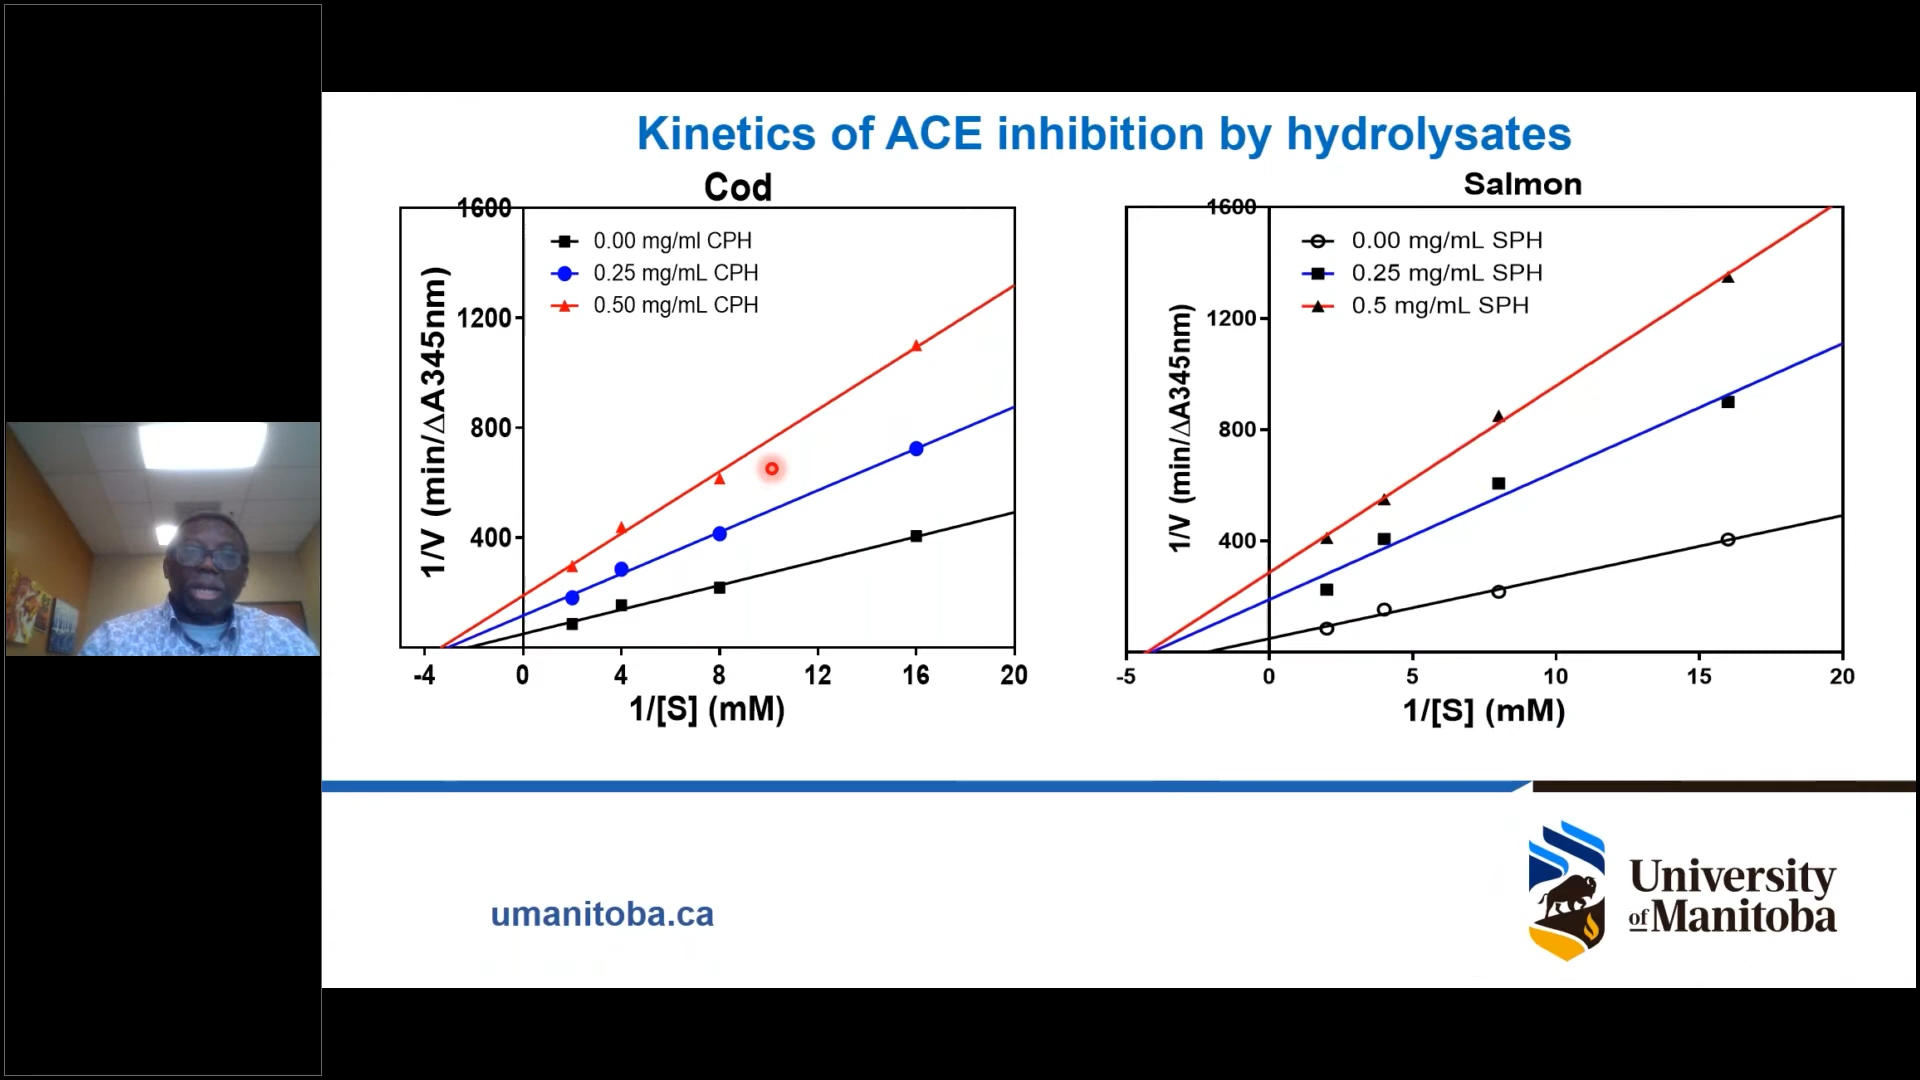 Kinetics of ACE inhibition by hydrolysates
Cod
1600
1200
800
400
1/V (min/ΔA345nm)
0.00 mg/ml CPH
0.25 mg/mL CPH
0.50 mg/mL CPH
-4 0 4 8 12 16 20
1/[S] (mM)
Salmon
1600
1200
800
400
1/V (min/ΔA345nm)
0.00 mg/mL SPH
0.25 mg/mL SPH
0.5 mg/mL SPH
-5 0 5 10 15 20
1/[S] (mM)
umanitoba.ca
University
of Manitoba